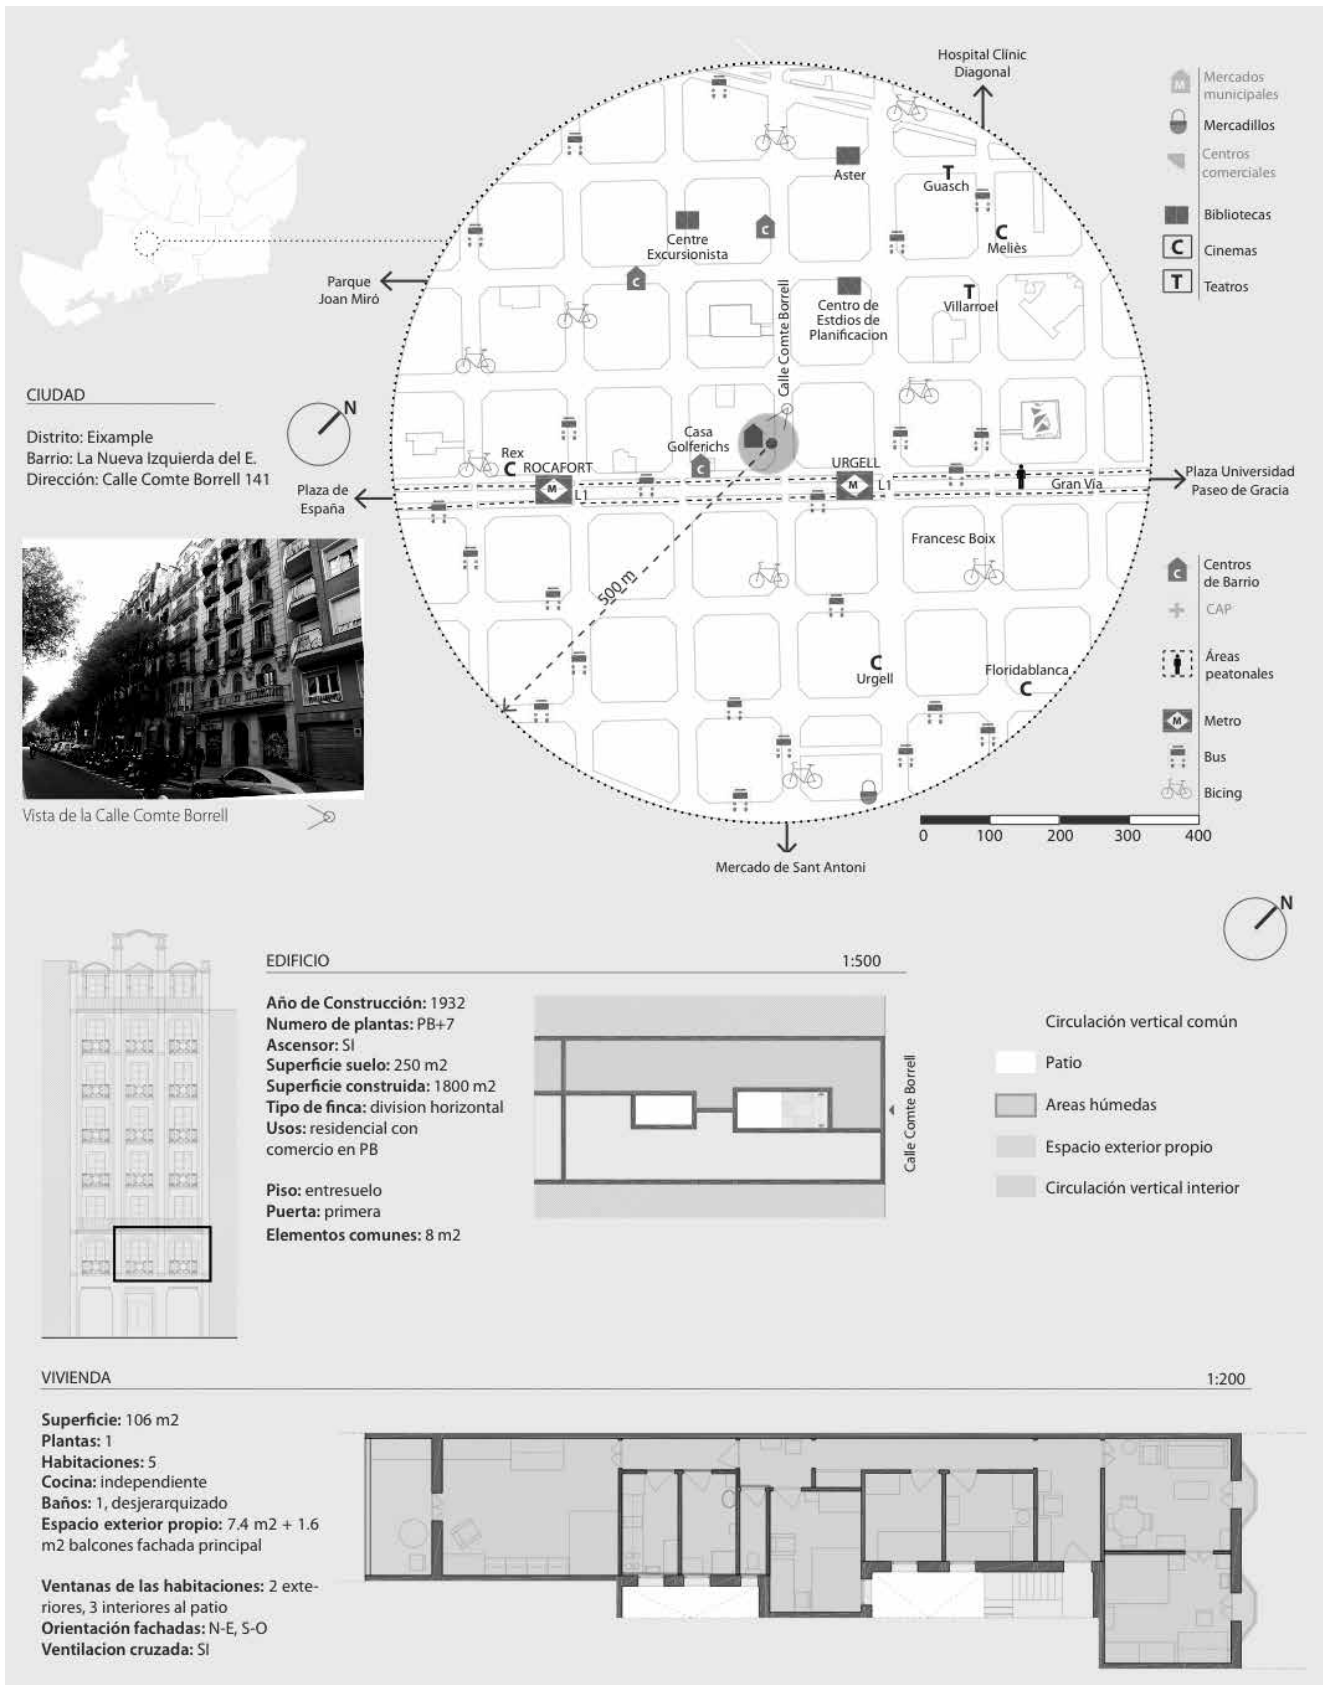 Hospital Clínic
Diagonal
Mercados
municipales
Mercadillos
Centros
comerciales
Bibliotecas
C Cinemas
T Teatros
Aster
T
Guasch
Centre
Excursionista
C
C
Meliès
C
Parque
Joan Miró
Calle Comte Borrell
Centro de
Estdios de
Planificacion
T
Villarroel
CIUDAD
N
Distrito: Eixample
Barrio: La Nueva Izquierda del E.
Dirección: Calle Comte Borrell 141
Casa
Golferichs
C
Rex
C ROCAFORT
M
L1
URGELL
M
L1
Gran Vía
Plaza de
España
Plaza Universidad
Paseo de Gracia
Francesc Boix
500 m
C
Urgell
Floridablanca
C
Centros
de Barrio
CAP
Áreas
peatonales
M Metro
Bus
Bicing
Vista de la Calle Comte Borrell
0 100 200 300 400
Mercado de Sant Antoni
N
EDIFICIO 1:500
Año de Construcción: 1932
Numero de plantas: PB+7
Ascensor: SI
Superficie suelo: 250 m2
Superficie construida: 1800 m2
Tipo de finca: division horizontal
Usos: residencial con
comercio en PB
Piso: entresuelo
Puerta: primera
Elementos comunes: 8 m2
Calle Comte Borrell
Circulación vertical común
Patio
Areas húmedas
Espacio exterior propio
Circulación vertical interior
VIVIENDA 1:200
Superficie: 106 m2
Plantas: 1
Habitaciones: 5
Cocina: independiente
Baños: 1, desjerarquizado
Espacio exterior propio: 7.4 m2 + 1.6
m2 balcones fachada principal
Ventanas de las habitaciones: 2 exte-
riores, 3 interiores al patio
Orientación fachadas: N-E, S-O
Ventilacion cruzada: SI